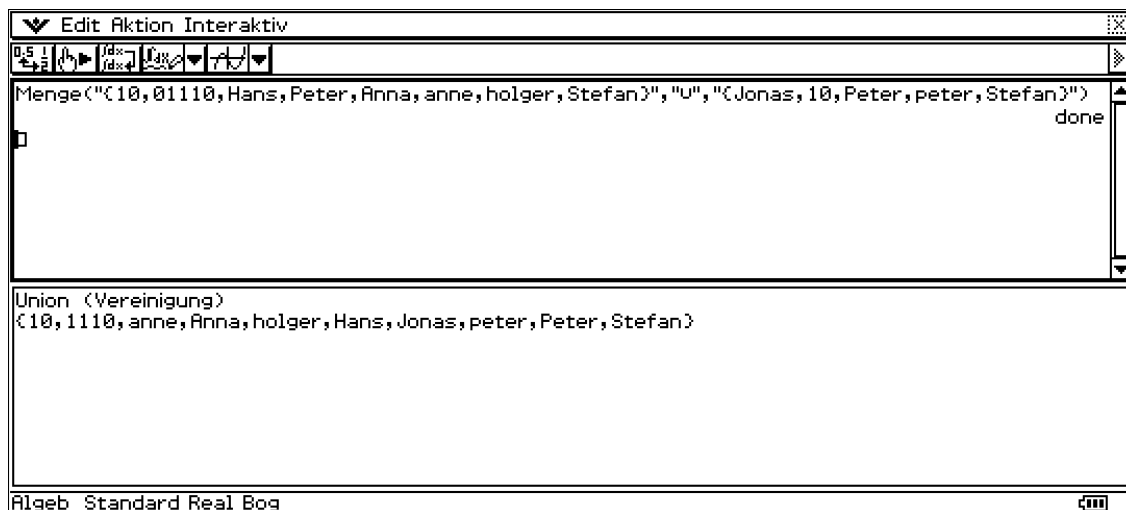 Edit Aktion Interaktiv
Menge("{10,01110,Hans,Peter,Anna,anne,holger,Stefan}","∪","{Jonas,10,Peter,peter,Stefan}")
done
Union (Vereinigung)
{10,1110,anne,Anna,holger,Hans,Jonas,peter,Peter,Stefan}
Algeb Standard Real Bog